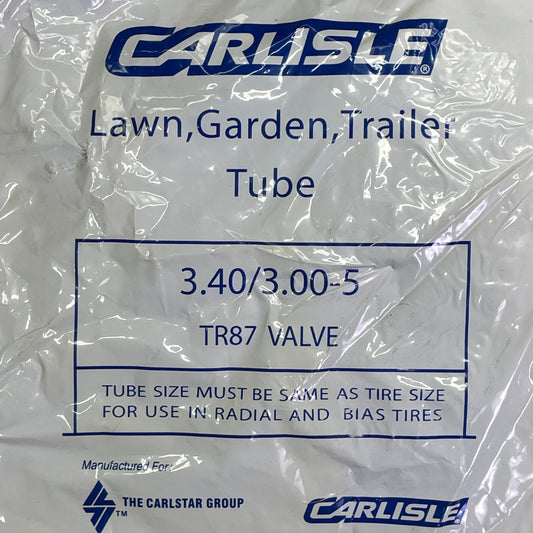 CARLISLE®
Lawn,Garden,Trailer
Tube
3.40/3.00-5
TR87 VALVE
TUBE SIZE MUST BE SAME AS TIRE SIZE
FOR USE IN RADIAL AND BIAS TIRES
Manufactured For:
THE CARLSTAR GROUP
TM
CARLISLE